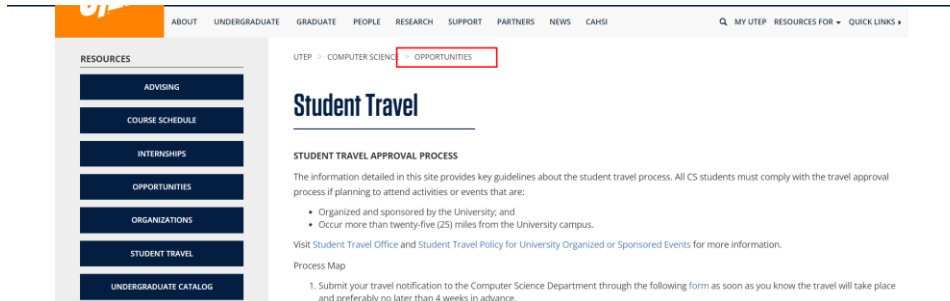 ABOUT UNDERGRADUATE GRADUATE PEOPLE RESEARCH SUPPORT PARTNERS NEWS CAHSI MY UTEP RESOURCES FOR QUICK LINKS
RESOURCES
ADVISING
COURSE SCHEDULE
INTERNSHIPS
OPPORTUNITIES
ORGANIZATIONS
STUDENT TRAVEL
UNDERGRADUATE CATALOG
UTEP > COMPUTER SCIENCE > OPPORTUNITIES
Student Travel
STUDENT TRAVEL APPROVAL PROCESS
The information detailed in this site provides key guidelines about the student travel process. All CS students must comply with the travel approval
process if planning to attend activities or events that are:
• Organized and sponsored by the University; and
• Occur more than twenty-five (25) miles from the University campus.
Visit Student Travel Office and Student Travel Policy for University Organized or Sponsored Events for more information.
Process Map
1. Submit your travel notification to the Computer Science Department through the following form as soon as you know the travel will take place
and preferably no later than 4 weeks in advance.